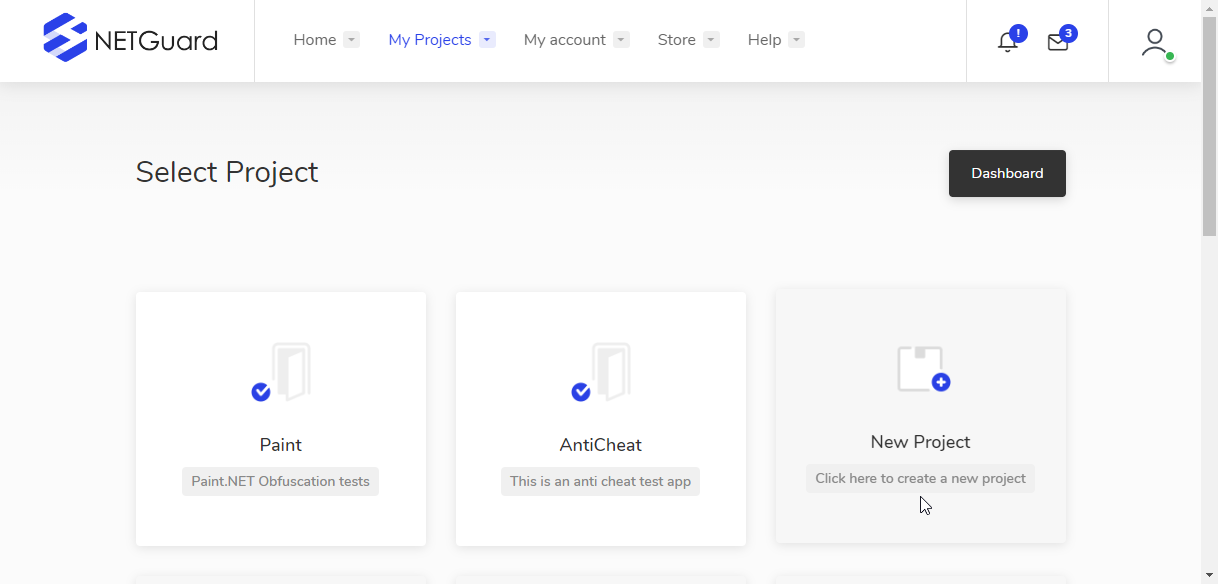 NETGuard
Home
My Projects
My account
Store
Help
!
3
Select Project
Dashboard
Paint
Paint.NET Obfuscation tests
AntiCheat
This is an anti cheat test app
New Project
Click here to create a new project